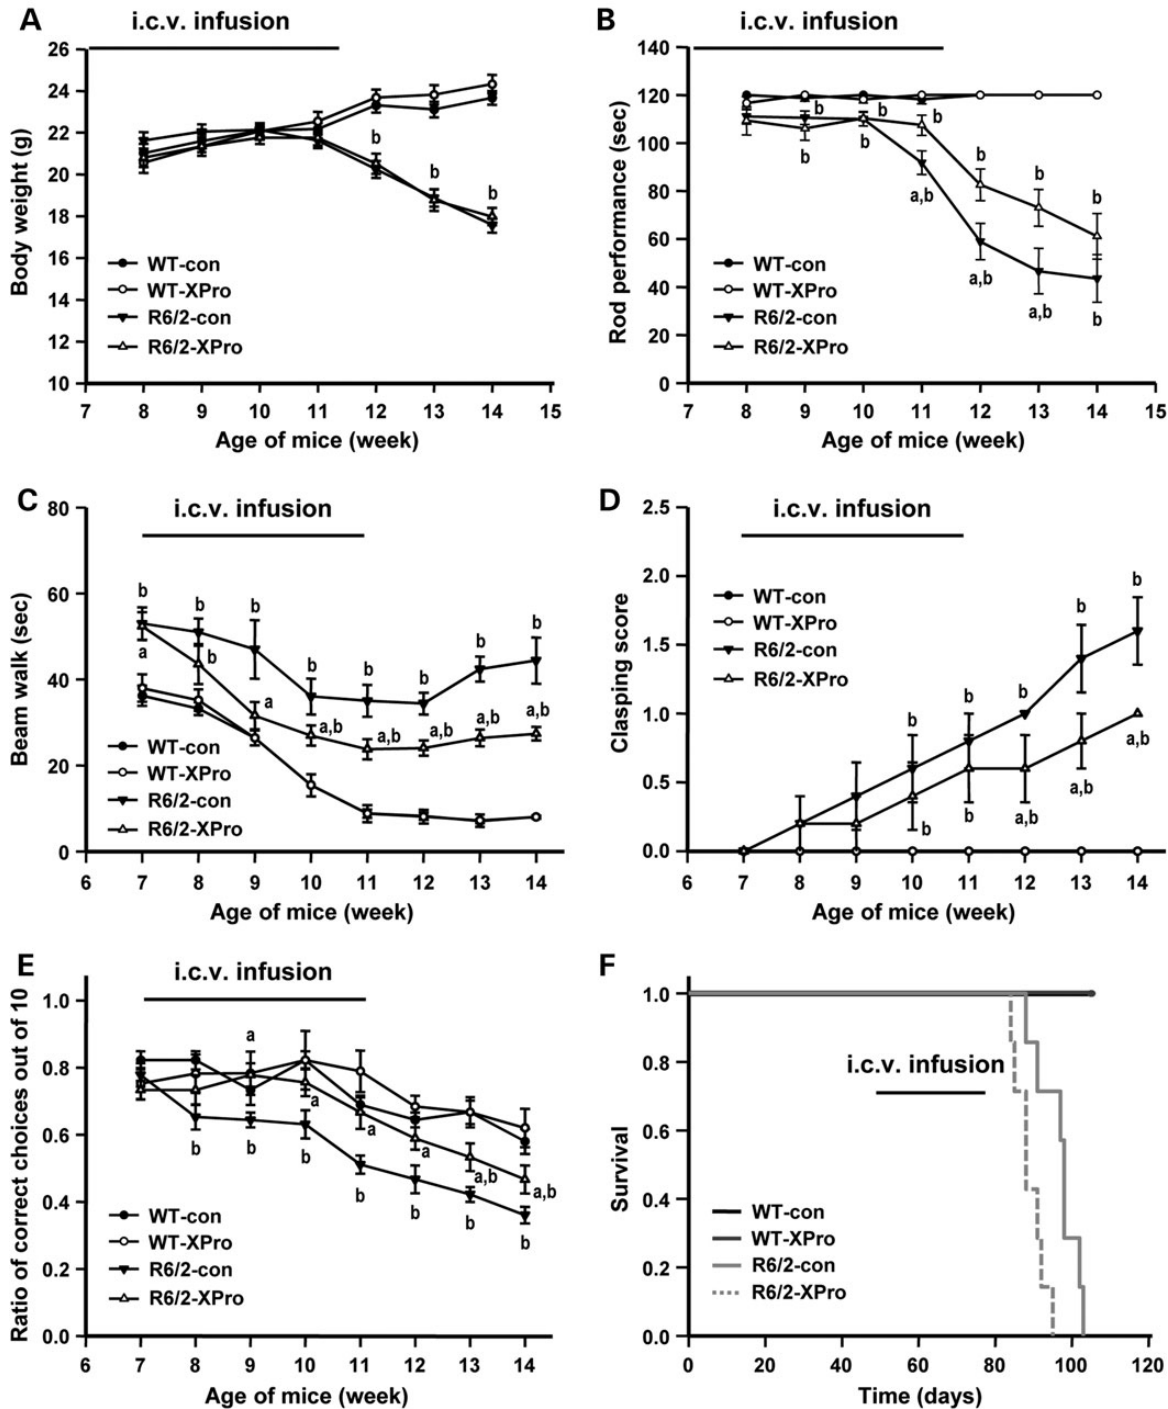 A
i.c.v. infusion
26
24
22
20
18
16
14
12
10
Body weight (g)
b
b
b
WT-con
WT-XPro
R6/2-con
R6/2-XPro
7 8 9 10 11 12 13 14 15
Age of mice (week)
B
i.c.v. infusion
140
120
100
80
60
40
20
0
Rod performance (sec)
b b b
b b b b b
a,b
a,b
a,b
b
WT-con
WT-XPro
R6/2-con
R6/2-XPro
7 8 9 10 11 12 13 14 15
Age of mice (week)
C
i.c.v. infusion
80
60
40
20
0
Beam walk (sec)
b b b b b b b b
a b a a,b a,b a,b a,b a,b
WT-con
WT-XPro
R6/2-con
R6/2-XPro
6 7 8 9 10 11 12 13 14
Age of mice (week)
D
i.c.v. infusion
2.5
2.0
1.5
1.0
0.5
0.0
Clasping score
WT-con
WT-XPro
R6/2-con
R6/2-XPro
b b b b b
b b a,b a,b a,b
6 7 8 9 10 11 12 13 14
Age of mice (week)
E
i.c.v. infusion
1.0
0.8
0.6
0.4
0.2
0.0
Ratio of correct choices out of 10
a a a a a,b a,b
b b b b b b b
WT-con
WT-XPro
R6/2-con
R6/2-XPro
6 7 8 9 10 11 12 13 14
Age of mice (week)
F
1.0
0.8
0.6
0.4
0.2
0.0
Survival
i.c.v. infusion
WT-con
WT-XPro
R6/2-con
R6/2-XPro
0 20 40 60 80 100 120
Time (days)